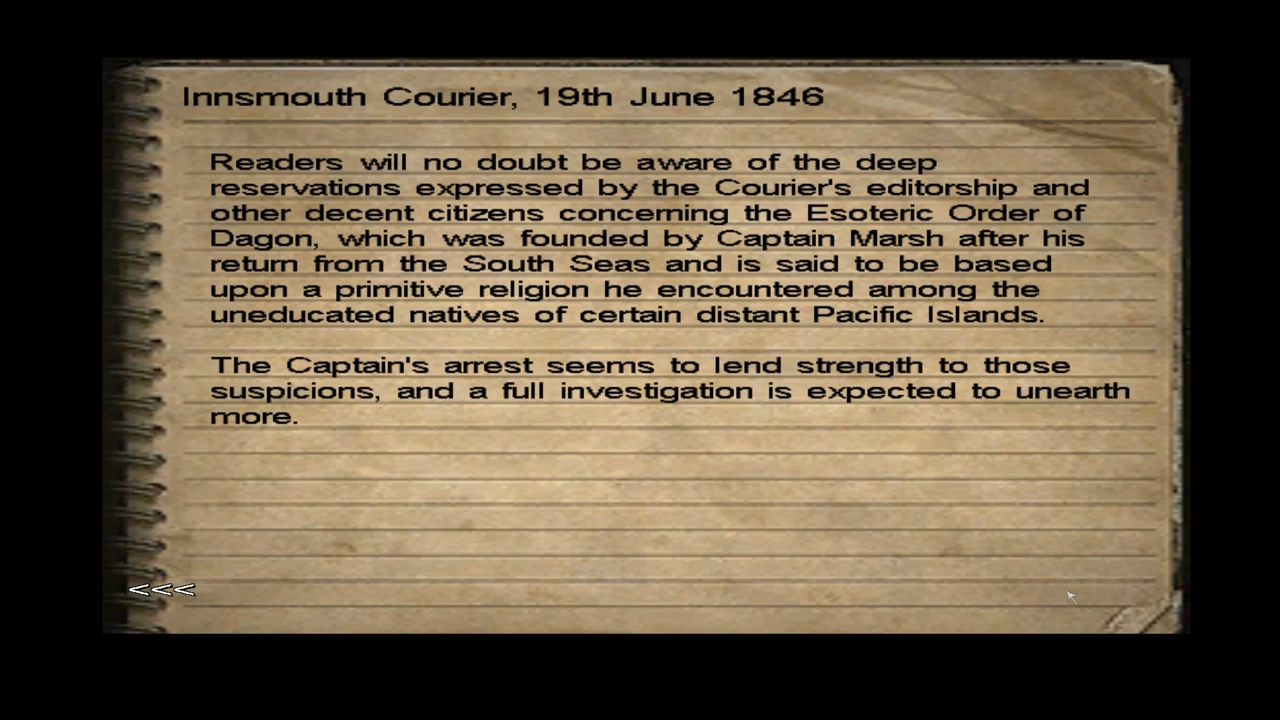 Innsmouth Courier, 19th June 1846
Readers will no doubt be aware of the deep
reservations expressed by the Courier's editorship and
other decent citizens concerning the Esoteric Order of
Dagon, which was founded by Captain Marsh after his
return from the South Seas and is said to be based
upon a primitive religion he encountered among the
uneducated natives of certain distant Pacific Islands.
The Captain's arrest seems to lend strength to those
suspicions, and a full investigation is expected to unearth
more.
<<<